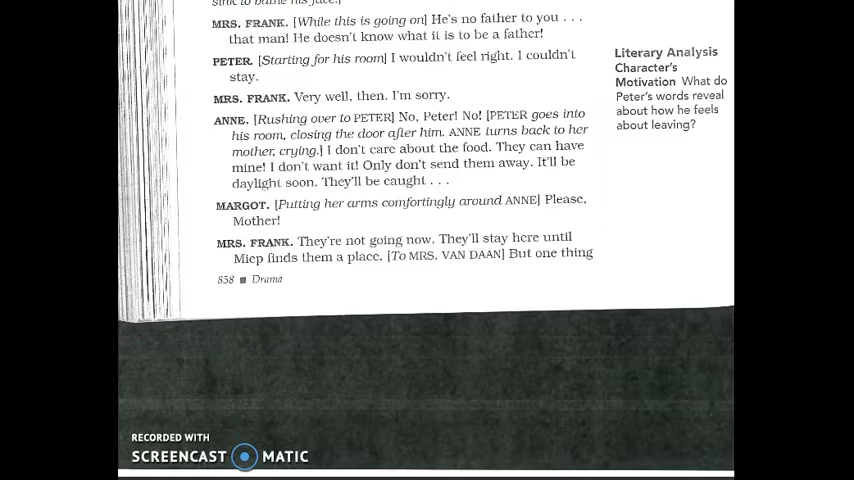 sink to bathe his face.]
MRS. FRANK. [While this is going on] He's no father to you . . .
that man! He doesn't know what it is to be a father!
PETER. [Starting for his room] I wouldn't feel right. I couldn't
stay.
MRS. FRANK. Very well, then. I'm sorry.
ANNE. [Rushing over to PETER] No, Peter! No! [PETER goes into
his room, closing the door after him. ANNE turns back to her
mother, crying.] I don't care about the food. They can have
mine! I don't want it! Only don't send them away. It'll be
daylight soon. They'll be caught . . .
MARGOT. [Putting her arms comfortingly around ANNE] Please,
Mother!
MRS. FRANK. They're not going now. They'll stay here until
Miep finds them a place. [To MRS. VAN DAAN] But one thing
858 ■ Drama
Literary Analysis
Character's
Motivation What do
Peter's words reveal
about how he feels
about leaving?
RECORDED WITH
SCREENCAST MATIC